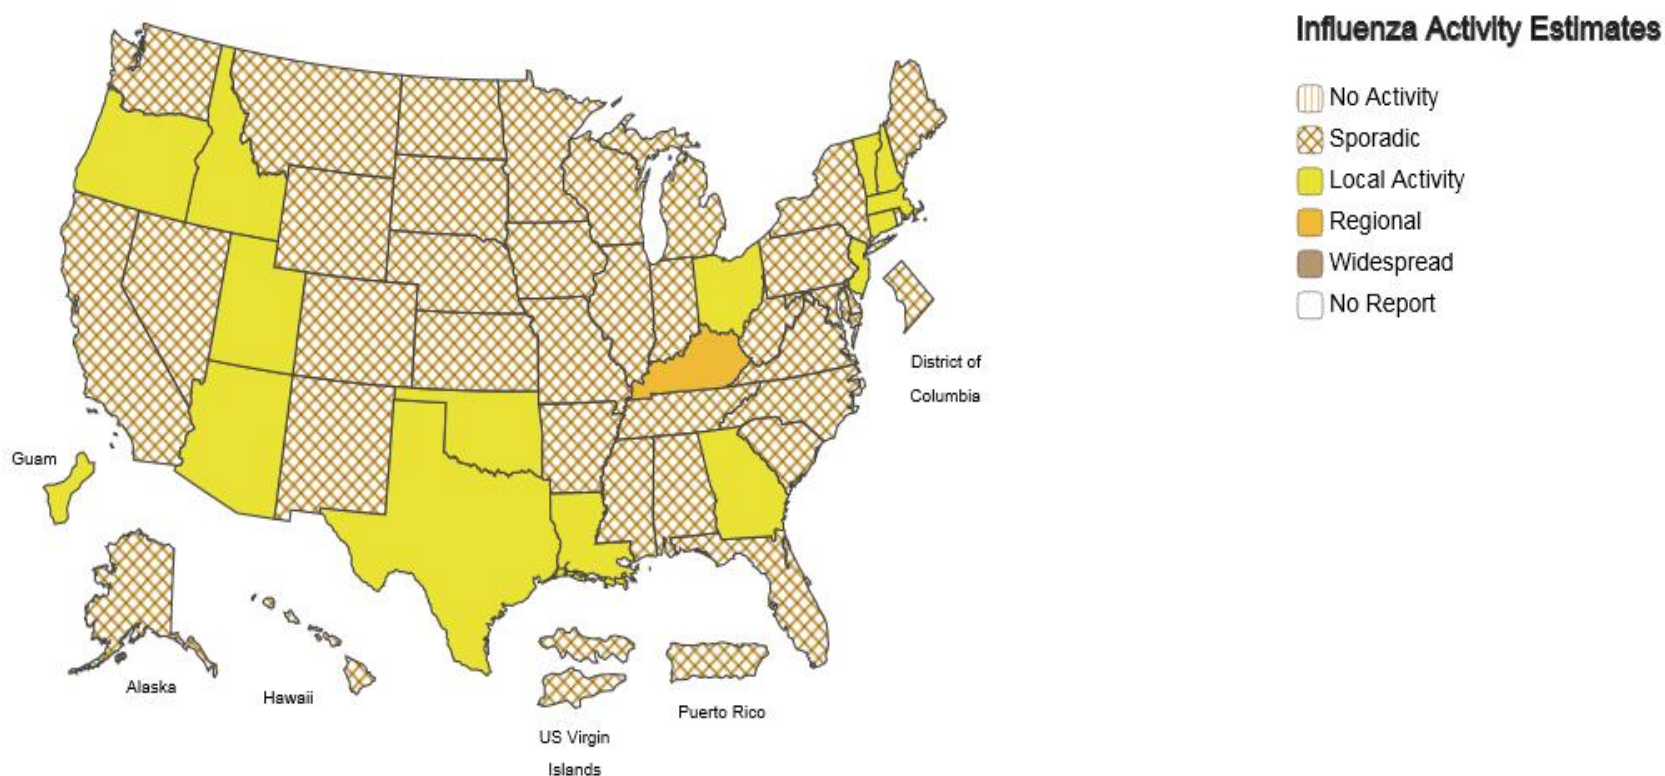 Influenza Activity Estimates
No Activity
Sporadic
Local Activity
Regional
Widespread
No Report
District of
Columbia
Guam
Alaska
Hawaii
US Virgin
Islands
Puerto Rico